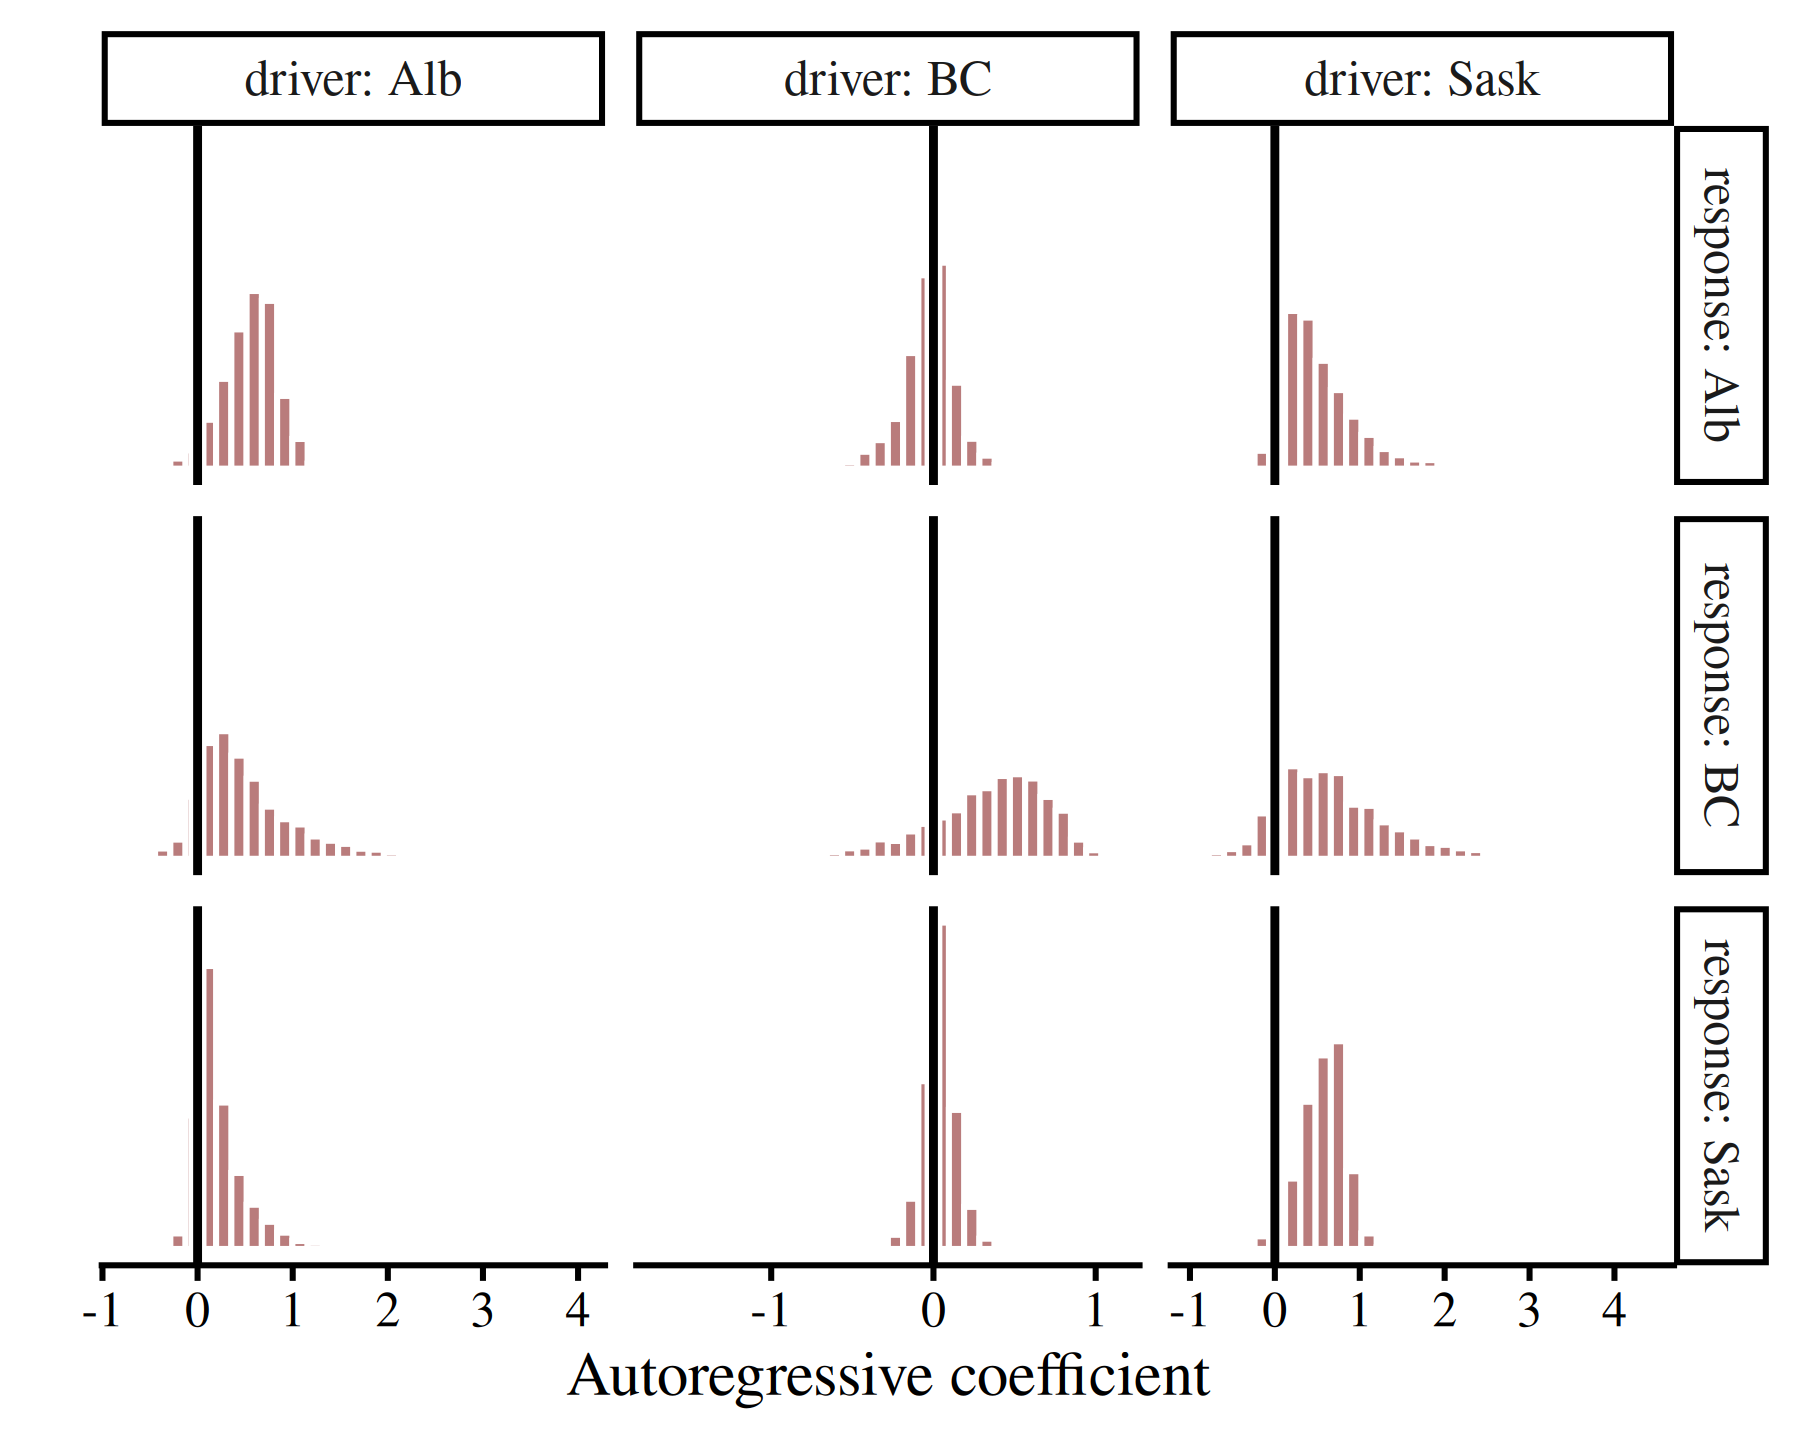 driver: Alb
driver: BC
driver: Sask
response: Alb
response: BC
response: Sask
-1 0 1 2 3 4
-1 0 1
-1 0 1 2 3 4
Autoregressive coefficient